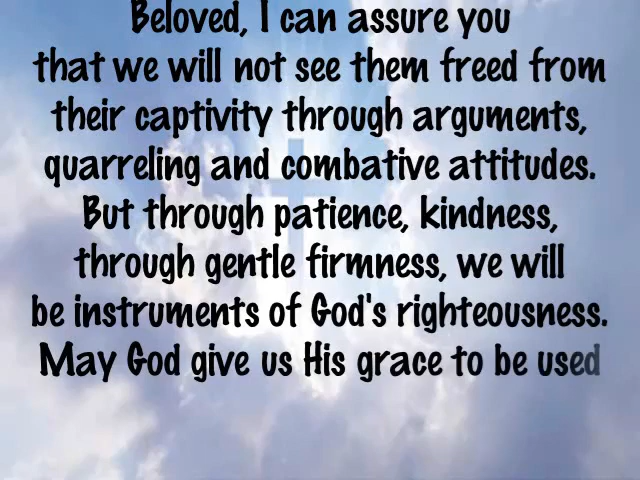 Beloved, I can assure you
that we will not see them freed from
their captivity through arguments,
quarreling and combative attitudes.
But through patience, kindness,
through gentle firmness, we will
be instruments of God's righteousness.
May God give us His grace to be used